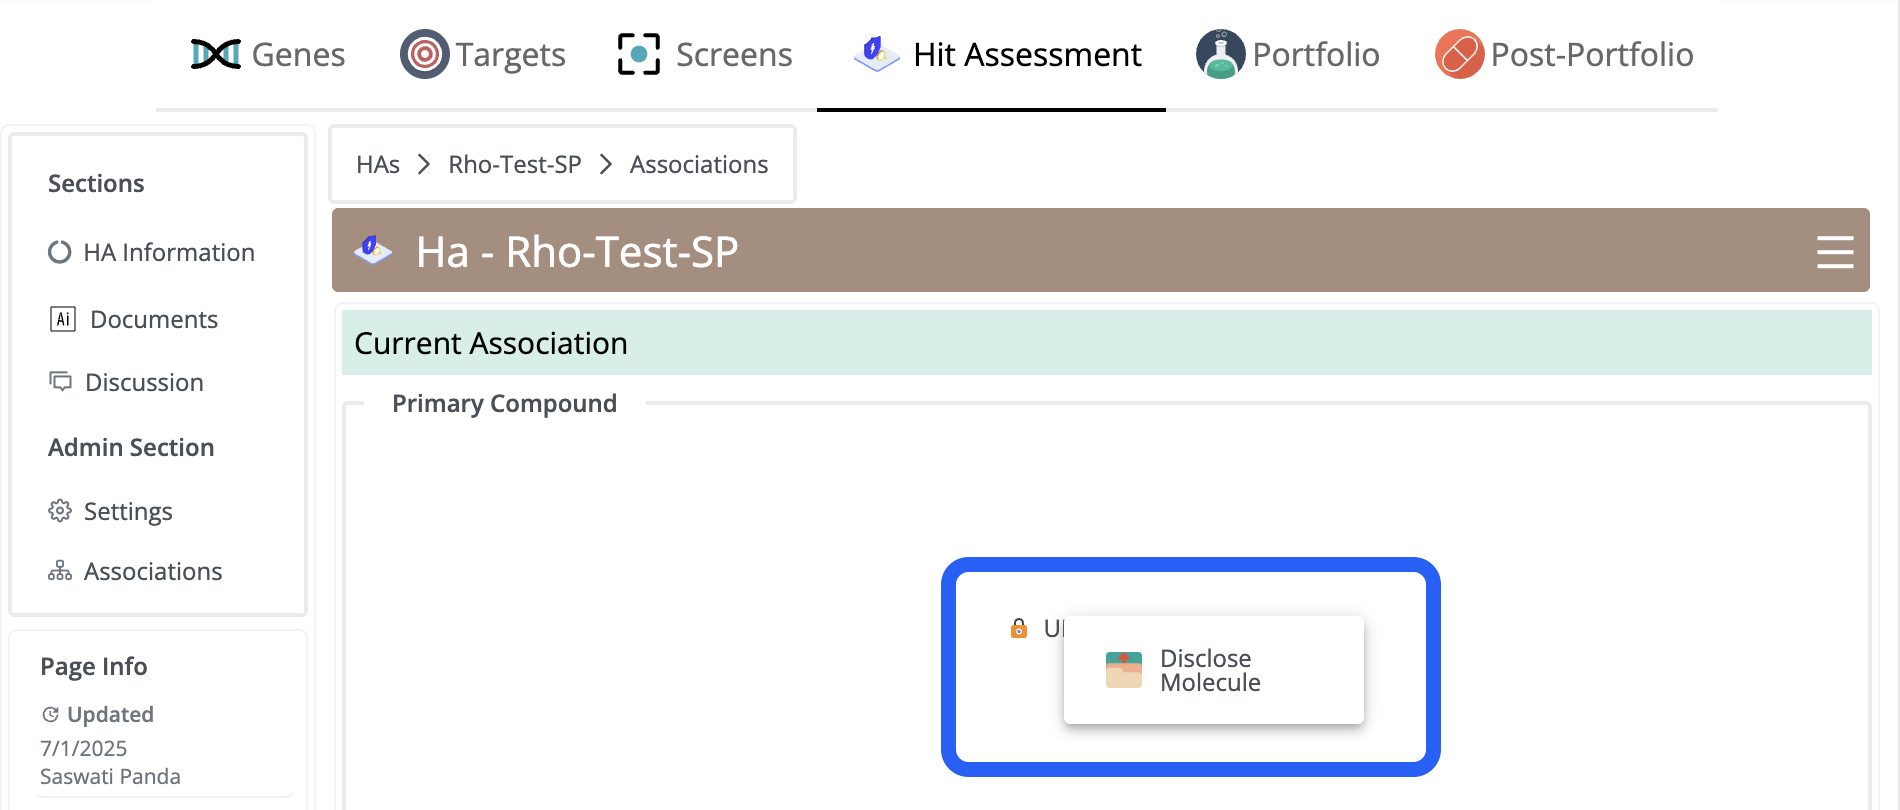 Genes Targets Screens Hit Assessment Portfolio Post-Portfolio
HAs > Rho-Test-SP > Associations
Sections
HA Information
Documents
Discussion
Admin Section
Settings
Associations
Page Info
Updated
7/1/2025
Saswati Panda
Ha - Rho-Test-SP
Current Association
Primary Compound
Disclose
Molecule